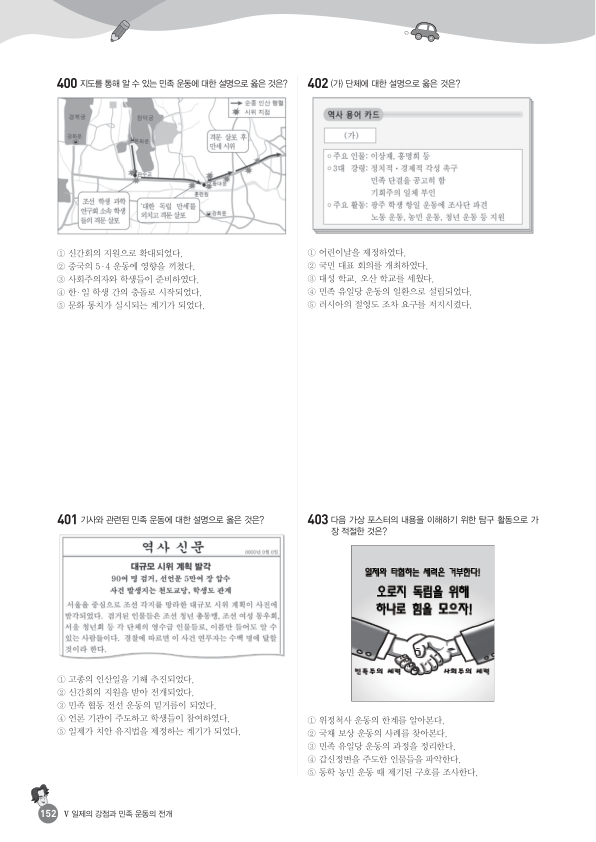 400 지도를 통해 알 수 있는 민족 운동에 대한 설명으로 옳은 것은?
순종 인산 행렬
시위 지점
경복궁
창덕궁
격문 살포 후
만세 시위
조선 학생 과학
연구회 소속 학생
들의 격문 살포
'대한 독립 만세'를
외치고 격문 살포
① 신간회의 지원으로 확대되었다.
② 중국의 5·4 운동에 영향을 끼쳤다.
③ 사회주의자와 학생들이 준비하였다.
④ 한·일 학생 간의 충돌로 시작되었다.
⑤ 문화 통치가 실시되는 계기가 되었다.
401 기사와 관련된 민족 운동에 대한 설명으로 옳은 것은?
역사 신문
대규모 시위 계획 발각
90여 명 검거, 선언문 5만여 장 압수
사건 발생지는 천도교당, 학생도 관계
서울을 중심으로 조선 각지를 망라한 대규모 시위 계획이 사전에
발각되었다. 검거된 인물들은 조선 청년 총동맹, 조선 여성 동우회,
서울 청년회 등 각 단체의 영수급 인물들로, 이름만 들어도 알 수
있는 사람들이다. 경찰에 따르면 이 사건 연루자는 수백 명에 달할
것이라 한다.
① 고종의 인산일을 기해 추진되었다.
② 신간회의 지원을 받아 전개되었다.
③ 민족 협동 전선 운동의 밑거름이 되었다.
④ 언론 기관이 주도하고 학생들이 참여하였다.
⑤ 일제가 치안 유지법을 제정하는 계기가 되었다.
402 (가) 단체에 대한 설명으로 옳은 것은?
역사 용어 카드
(가)
○주요 인물: 이상재, 홍명희 등
○3대 강령: 정치적·경제적 각성 촉구
민족 단결을 공고히 함
기회주의 일체 부인
○주요 활동: 광주 학생 항일 운동에 조사단 파견
노동 운동, 농민 운동, 청년 운동 등 지원
① 어린이날을 제정하였다.
② 국민 대표 회의를 개최하였다.
③ 대성 학교, 오산 학교를 세웠다.
④ 민족 유일당 운동의 일환으로 설립되었다.
⑤ 러시아의 절영도 조차 요구를 저지시켰다.
403 다음 가상 포스터의 내용을 이해하기 위한 탐구 활동으로 가
장 적절한 것은?
일제와 타협하는 세력은 거부한다!
오로지 독립을 위해
하나로 힘을 모으자!
민족주의 세력
사회주의 세력
① 위정척사 운동의 한계를 알아본다.
② 국채 보상 운동의 사례를 찾아본다.
③ 민족 유일당 운동의 과정을 정리한다.
④ 갑신정변을 주도한 인물들을 파악한다.
⑤ 동학 농민 운동 때 제기된 구호를 조사한다.
152 Ⅴ 일제의 강점과 민족 운동의 전개